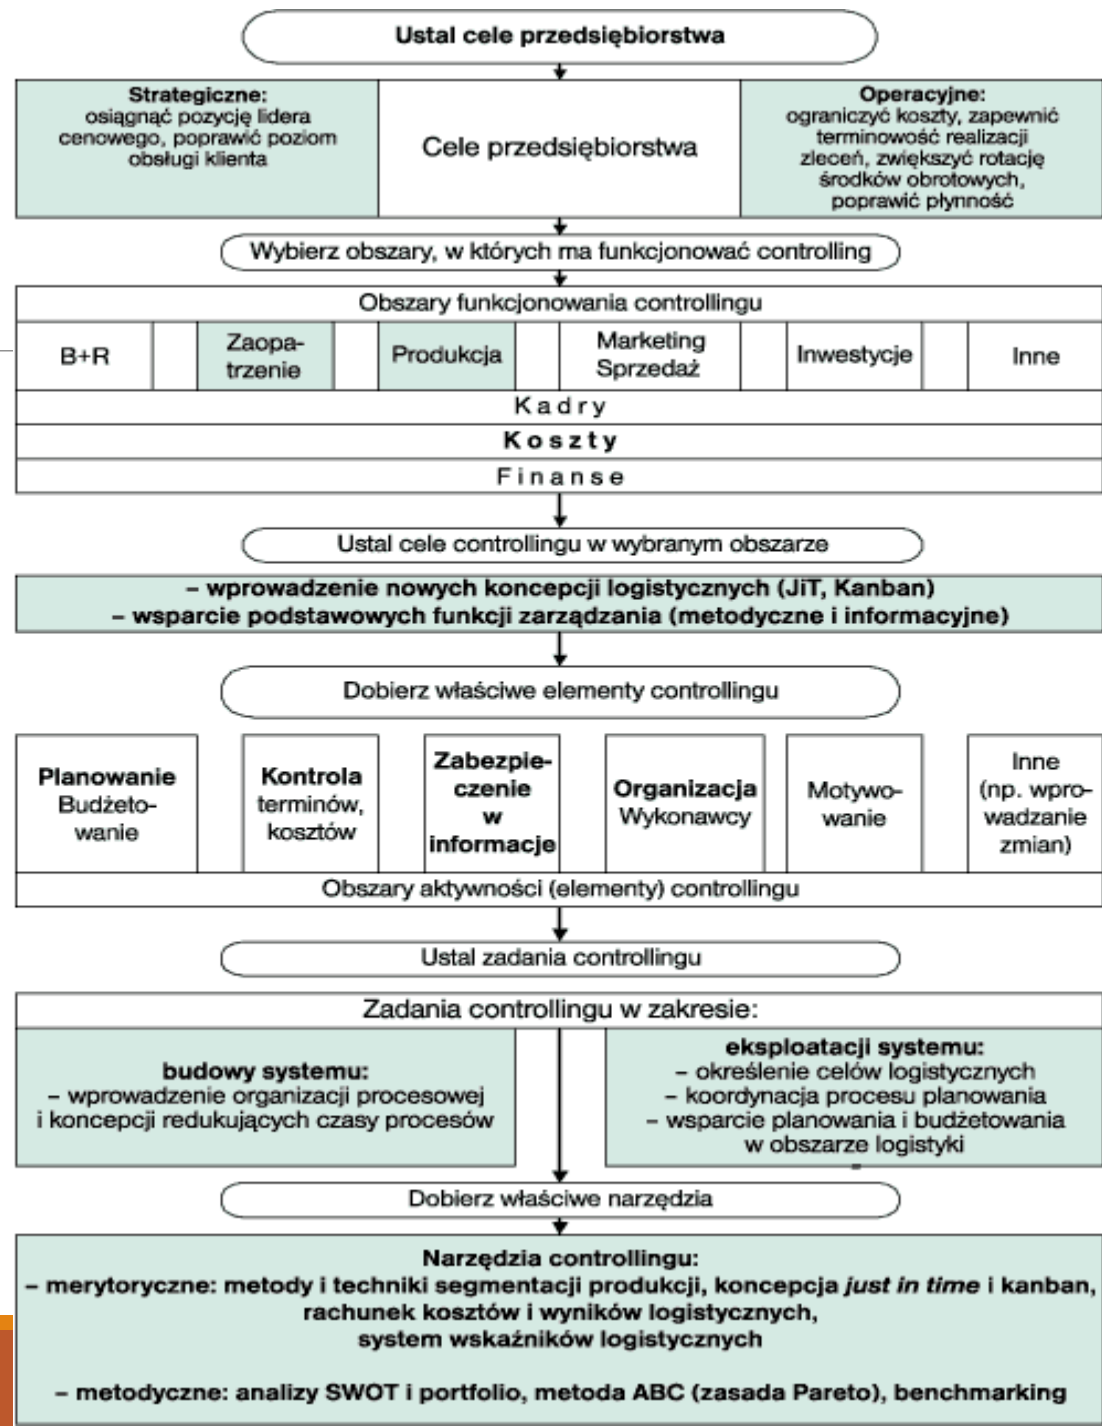 Ustal cele przedsiębiorstwa
Strategiczne:
osiągnąć pozycję lidera
cenowego, poprawić poziom
obsługi klienta
Cele przedsiębiorstwa
Operacyjne:
ograniczyć koszty, zapewnić
terminowość realizacji
zleceń, zwiększyć rotację
środków obrotowych,
poprawić płynność
Wybierz obszary, w których ma funkcjonować controlling
Obszary funkcjonowania controllingu
B+R
Zaopa-
trzenie
Produkcja
Marketing
Sprzedaż
Inwestycje
Inne
Kadry
Koszty
Finanse
Ustal cele controllingu w wybranym obszarze
– wprowadzenie nowych koncepcji logistycznych (JiT, Kanban)
– wsparcie podstawowych funkcji zarządzania (metodyczne i informacyjne)
Dobierz właściwe elementy controllingu
Planowanie
Budżeto-
wanie
Kontrola
terminów,
kosztów
Zabezpie-
czenie
w
informacje
Organizacja
Wykonawcy
Motywo-
wanie
Inne
(np. wpro-
wadzanie
zmian)
Obszary aktywności (elementy) controllingu
Ustal zadania controllingu
Zadania controllingu w zakresie:
budowy systemu:
– wprowadzenie organizacji procesowej
i koncepcji redukujących czasy procesów
eksploatacji systemu:
– określenie celów logistycznych
– koordynacja procesu planowania
– wsparcie planowania i budżetowania
w obszarze logistyki
Dobierz właściwe narzędzia
Narzędzia controllingu:
– merytoryczne: metody i techniki segmentacji produkcji, koncepcja just in time i kanban,
rachunek kosztów i wyników logistycznych,
system wskaźników logistycznych
– metodyczne: analizy SWOT i portfolio, metoda ABC (zasada Pareto), benchmarking